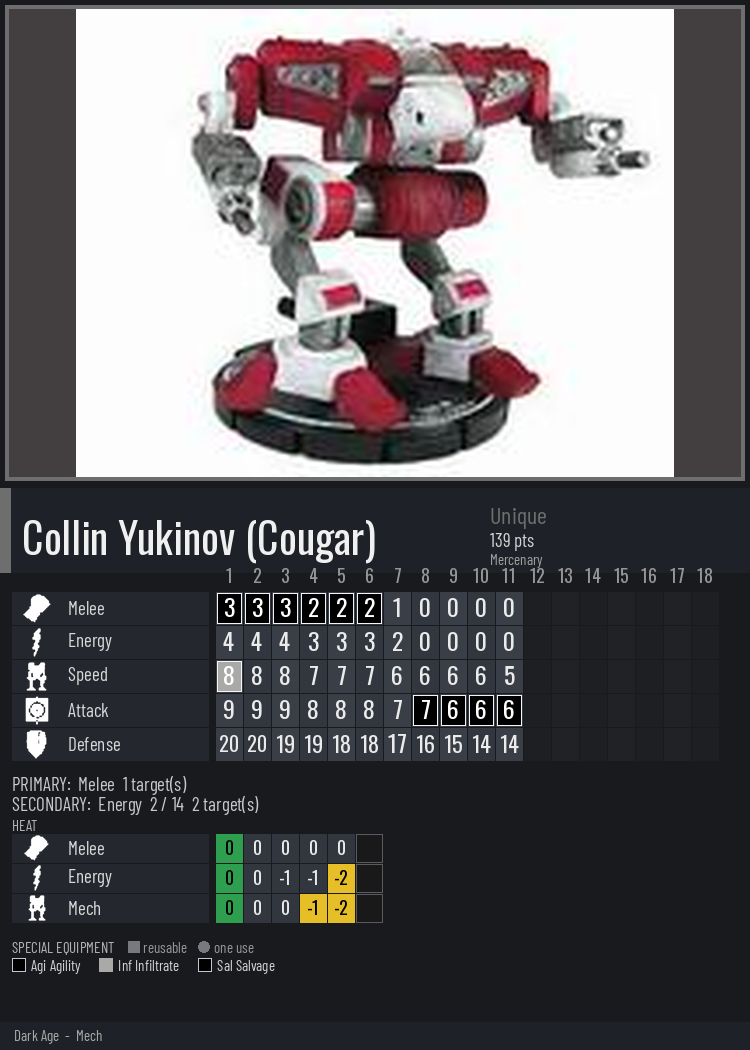 Collin Yukinov (Cougar)
Unique
139 pts
Mercenary
1 2 3 4 5 6 7 8 9 10 11 12 13 14 15 16 17 18
Melee 3 3 3 2 2 2 1 0 0 0 0
Energy 4 4 4 3 3 3 2 0 0 0 0
Speed 8 8 8 7 7 7 6 6 6 6 5
Attack 9 9 9 8 8 8 7 7 6 6 6
Defense 20 20 19 19 18 18 17 16 15 14 14
PRIMARY: Melee 1 target(s)
SECONDARY: Energy 2 / 14 2 target(s)
HEAT
Melee 0 0 0 0 0
Energy 0 0 -1 -1 -2
Mech 0 0 0 -1 -2
SPECIAL EQUIPMENT reusable one use
Agi Agility Inf Infiltrate Sal Salvage
Dark Age - Mech